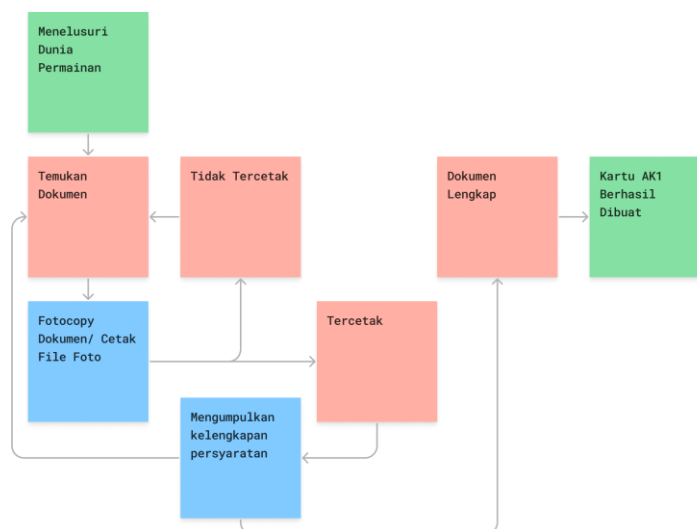 Menelusuri
Dunia
Permainan
Temukan
Dokumen
Tidak Tercetak
Dokumen
Lengkap
Kartu AK1
Berhasil
Dibuat
Fotocopy
Dokumen/ Cetak
File Foto
Tercetak
Mengumpulkan
kelengkapan
persyaratan